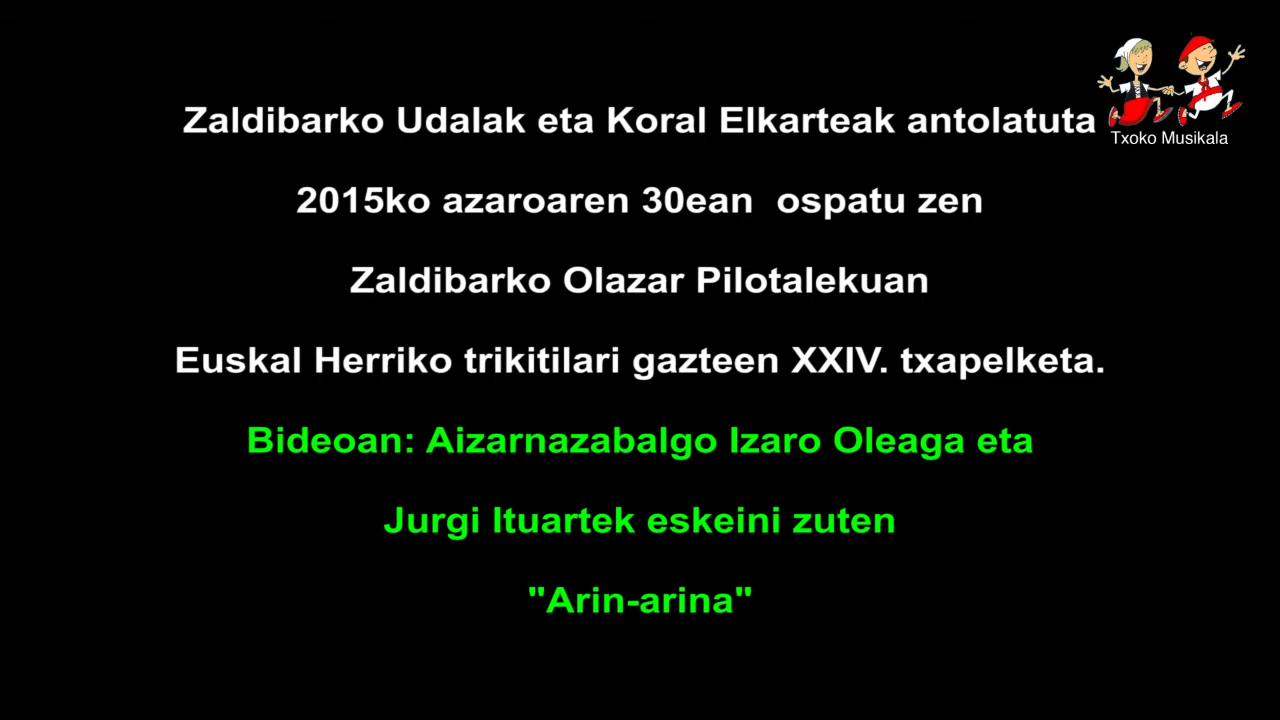 Zaldibarko Udalak eta Koral Elkarteak antolatuta
Txoko Musikala
2015ko azaroaren 30ean  ospatu zen
Zaldibarko Olazar Pilotalekuan
Euskal Herriko trikitilari gazteen XXIV. txapelketa.
Bideoan: Aizarnazabalgo Izaro Oleaga eta
Jurgi Ituartek eskeini zuten
"Arin-arina"